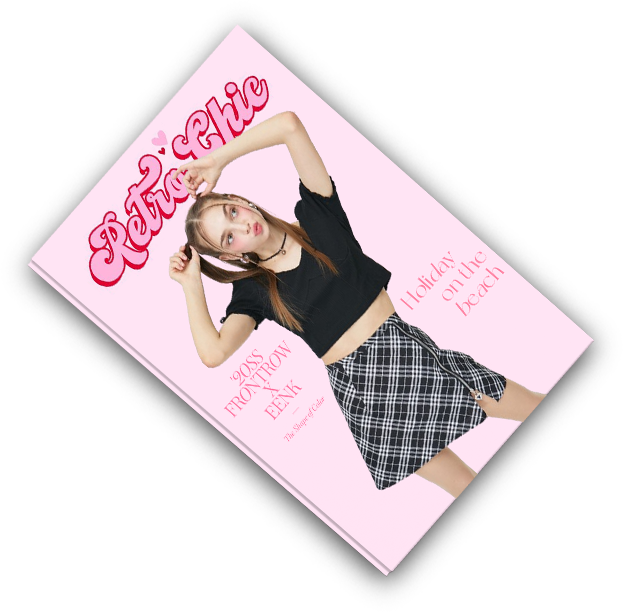 Retro Chic
Holiday
on the
beach
'20SS
FRONTROW
X
EENK
The Shape of Color